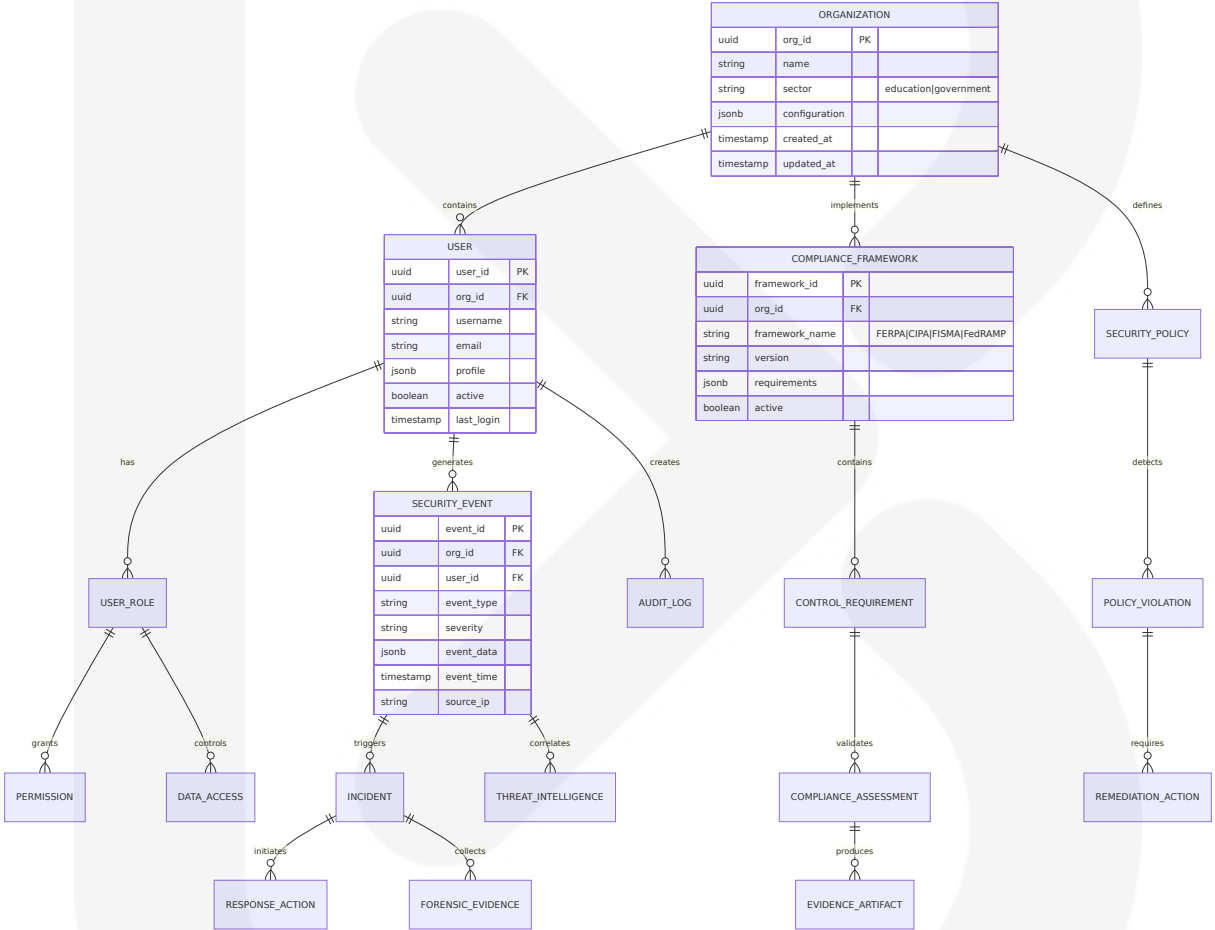 ORGANIZATION
uuid org_id PK
string name
string sector education|government
jsonb configuration
timestamp created_at
timestamp updated_at
contains
implements
defines
USER
uuid user_id PK
uuid org_id FK
string username
string email
jsonb profile
boolean active
timestamp last_login
COMPLIANCE_FRAMEWORK
uuid framework_id PK
uuid org_id FK
string framework_name FERPA|CIPA|FISMA|FedRAMP
string version
jsonb requirements
boolean active
SECURITY_POLICY
has
generates
creates
contains
detects
SECURITY_EVENT
uuid event_id PK
uuid org_id FK
uuid user_id FK
string event_type
string severity
jsonb event_data
timestamp event_time
string source_ip
USER_ROLE
AUDIT_LOG
CONTROL_REQUIREMENT
POLICY_VIOLATION
grants
controls
triggers
correlates
validates
requires
PERMISSION
DATA_ACCESS
INCIDENT
THREAT_INTELLIGENCE
COMPLIANCE_ASSESSMENT
REMEDIATION_ACTION
initiates
collects
produces
RESPONSE_ACTION
FORENSIC_EVIDENCE
EVIDENCE_ARTIFACT